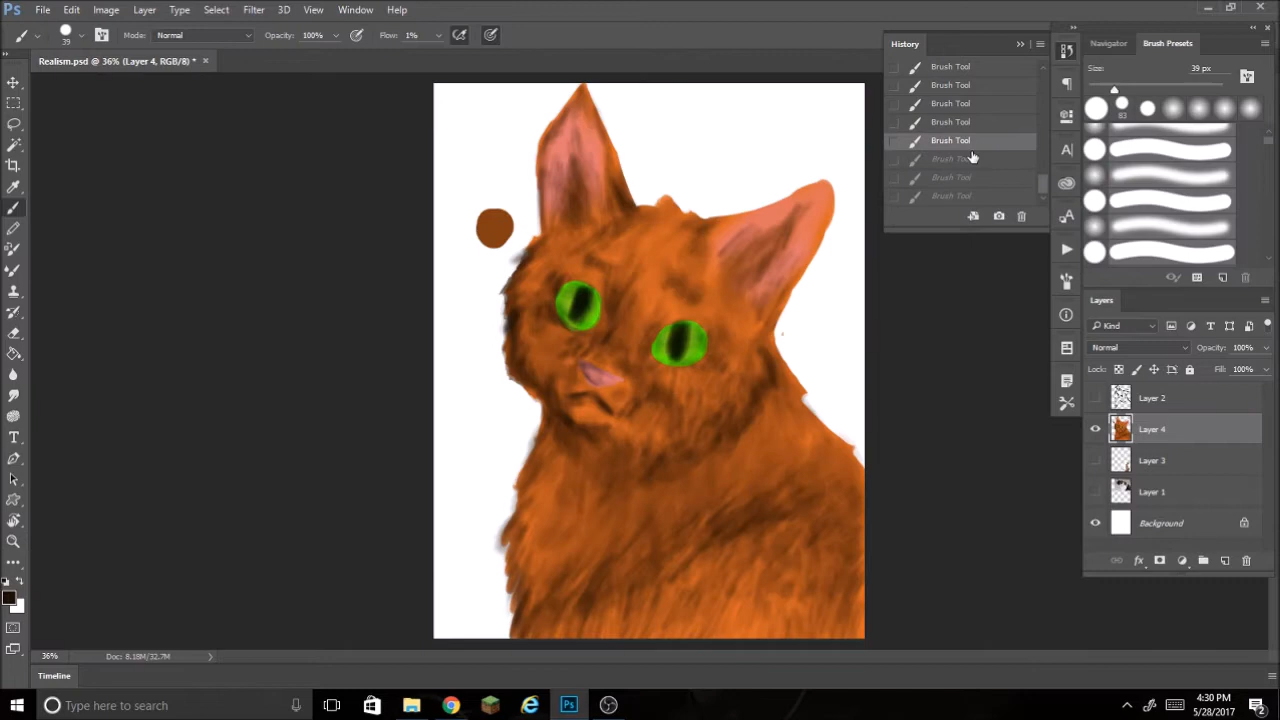 File Edit Image Layer Type Select Filter 3D View Window Help
39 Mode: Normal Opacity: 100% Flow: 1%
Realism.psd @ 36% (Layer 4, RGB/8) *
History
Brush Tool
Brush Tool
Brush Tool
Brush Tool
Brush Tool
Brush Tool
Brush Tool
Brush Tool
Navigator Brush Presets
Size: 39 px
83
Layers
Kind
Normal Opacity: 100%
Lock: Fill: 100%
Layer 2
Layer 4
Layer 3
Layer 1
Background
36% Doc: 8.18M/32.7M
Timeline
Type here to search
4:30 PM
5/28/2017
2